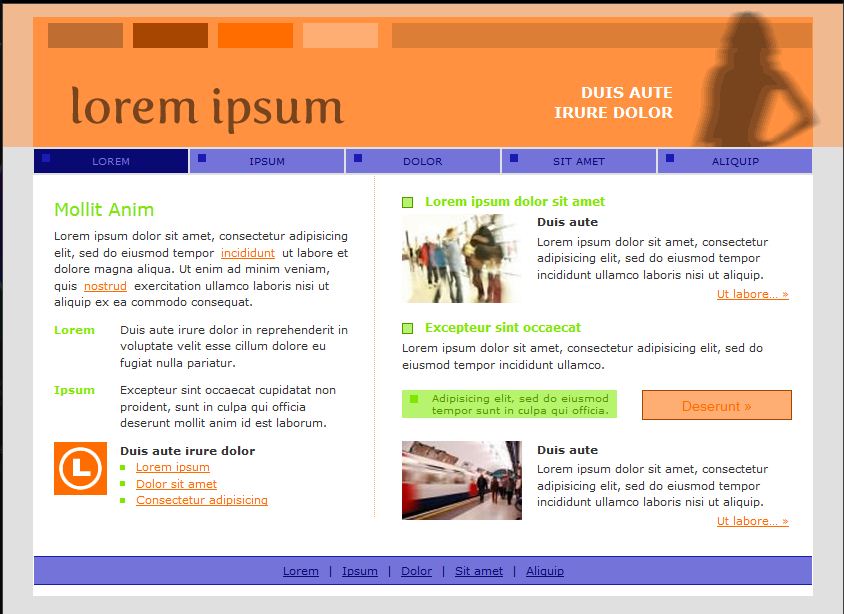 lorem ipsum
DUIS AUTE
IRURE DOLOR
LOREM
IPSUM
DOLOR
SIT AMET
ALIQUIP
Mollit Anim
Lorem ipsum dolor sit amet, consectetur adipisicing
elit, sed do eiusmod tempor incididunt ut labore et
dolore magna aliqua. Ut enim ad minim veniam,
quis nostrud exercitation ullamco laboris nisi ut
aliquip ex ea commodo consequat.
Lorem
Duis aute irure dolor in reprehenderit in
voluptate velit esse cillum dolore eu
fugiat nulla pariatur.
Ipsum
Excepteur sint occaecat cupidatat non
proident, sunt in culpa qui officia
deserunt mollit anim id est laborum.
L
Duis aute irure dolor
Lorem ipsum
Dolor sit amet
Consectetur adipisicing
Lorem ipsum dolor sit amet
Duis aute
Lorem ipsum dolor sit amet, consectetur
adipisicing elit, sed do eiusmod tempor
incididunt ullamco laboris nisi ut aliquip.
Ut labore... »
Excepteur sint occaecat
Lorem ipsum dolor sit amet, consectetur adipisicing elit, sed do
eiusmod tempor incididunt ullamco.
Adipisicing elit, sed do eiusmod
tempor sunt in culpa qui officia.
Deserunt »
Duis aute
Lorem ipsum dolor sit amet, consectetur
adipisicing elit, sed do eiusmod tempor
incididunt ullamco laboris nisi ut aliquip.
Ut labore... »
Lorem | Ipsum | Dolor | Sit amet | Aliquip